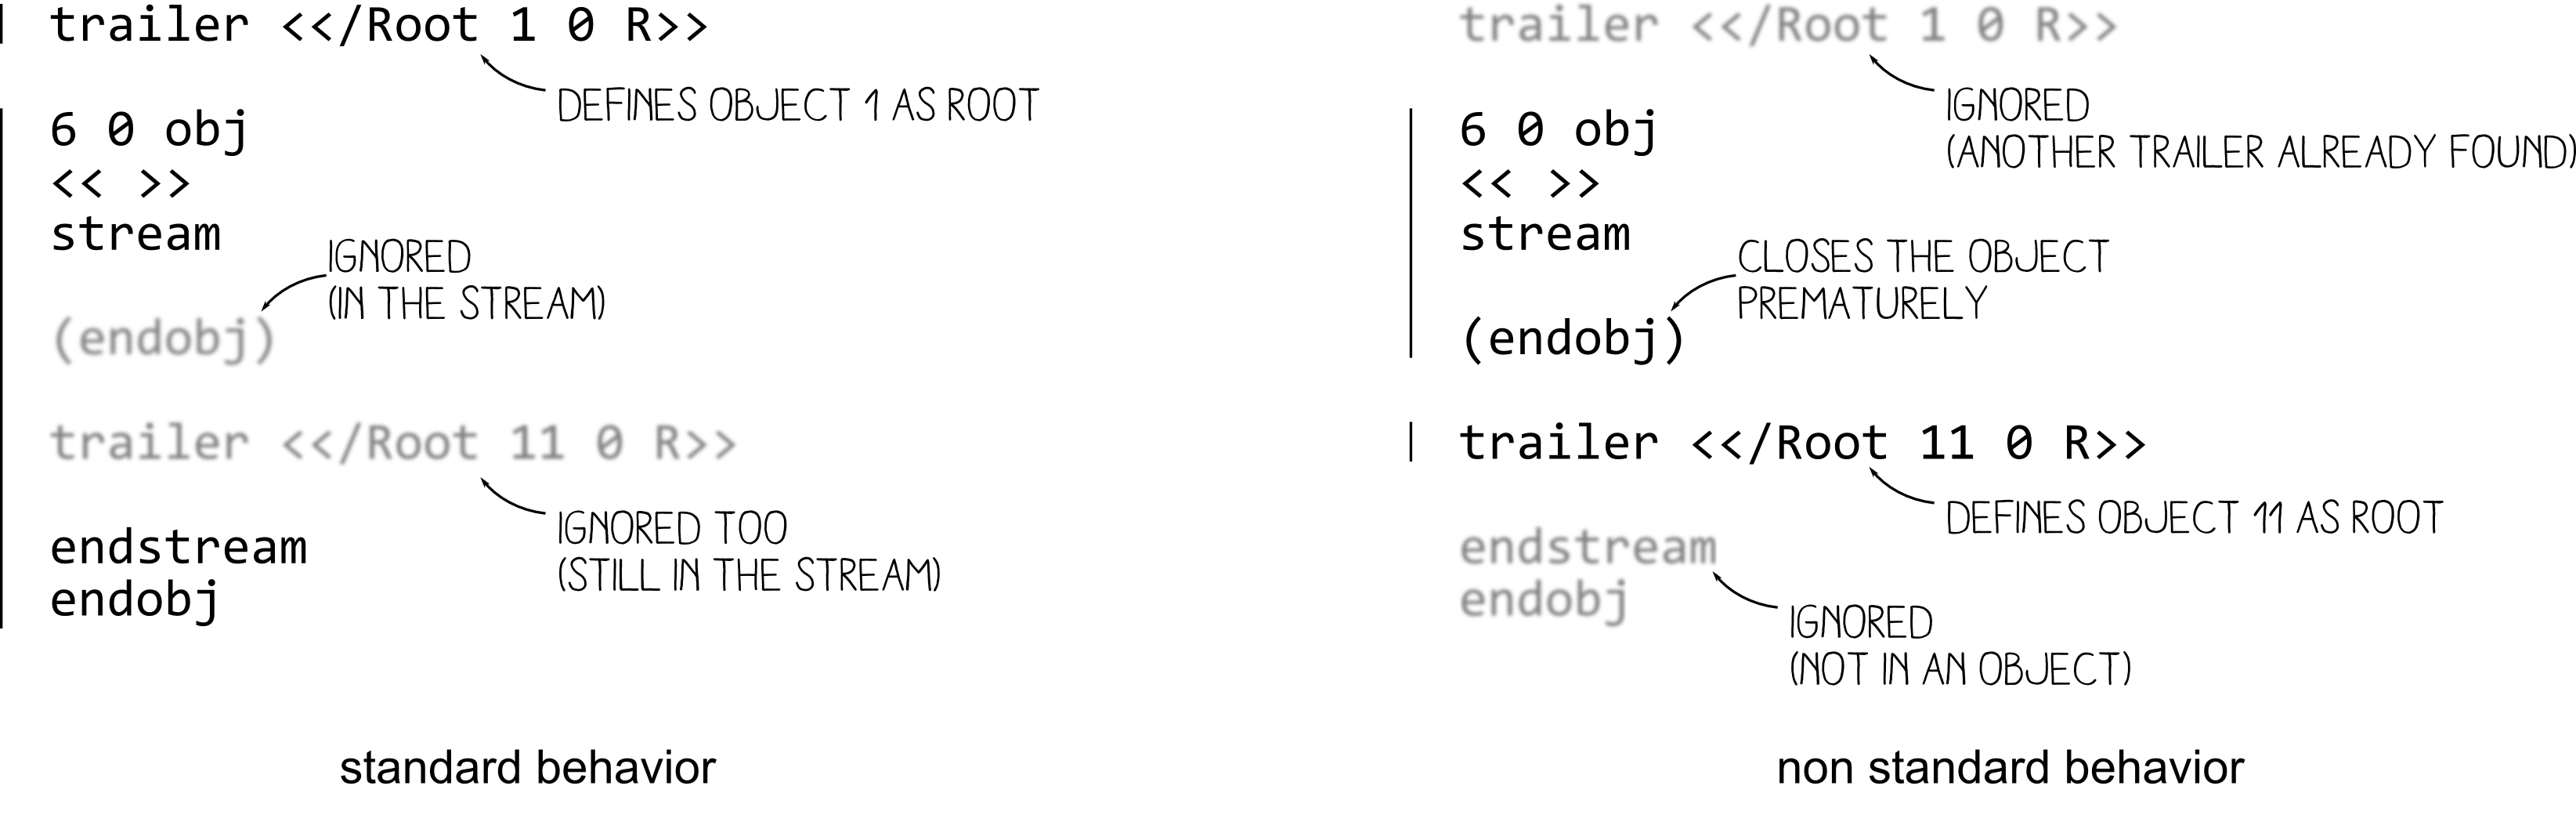 trailer <</Root 1 0 R>>
DEFINES OBJECT 1 AS ROOT
6 0 obj
<< >>
stream
IGNORED
(IN THE STREAM)
(endobj)
trailer <</Root 11 0 R>>
IGNORED TOO
(STILL IN THE STREAM)
endstream
endobj
standard behavior
trailer <</Root 1 0 R>>
IGNORED
(ANOTHER TRAILER ALREADY FOUND)
6 0 obj
<< >>
stream
CLOSES THE OBJECT
PREMATURELY
(endobj)
trailer <</Root 11 0 R>>
DEFINES OBJECT 11 AS ROOT
endstream
endobj
IGNORED
(NOT IN AN OBJECT)
non standard behavior